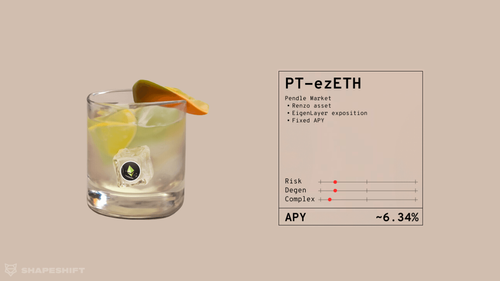 PT-ezETH
Pendle Market
• Renzo asset
• EigenLayer exposition
• Fixed APY
Risk
Degen
Complex
APY ~6.34%
SHAPESHIFT